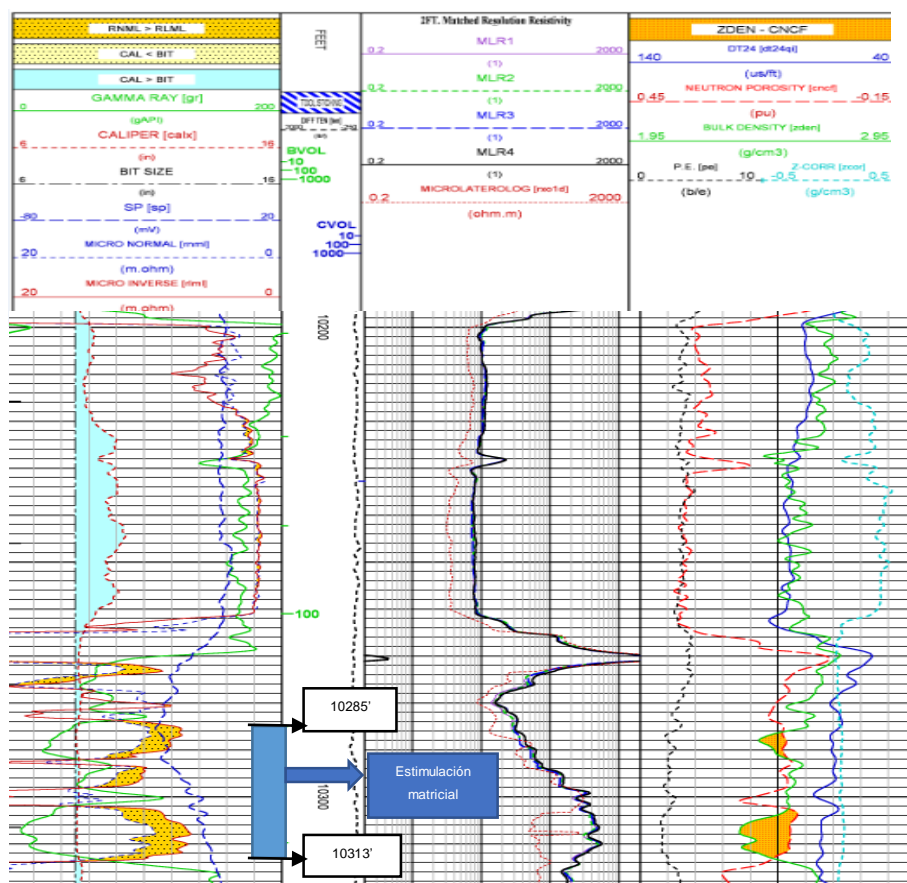 RNML > RLML
CAL < BIT
CAL > BIT
0 GAMMA RAY [gr] 200
(gAPI)
6 CALIPER [calx] 16
(in)
BIT SIZE
6 16
(in)
-80 SP [sp] 20
(mV)
MICRO NORMAL [rnml]
20 0
(m.ohm)
MICRO INVERSE [rlml]
20 0
(m.ohm)
FEET
BVOL
10
100
1000
CVOL
10
100
1000
2FT. Matched Resolution Resistivity
MLR1
0.2 2000
(1)
MLR2
0.2 2000
(1)
MLR3
0.2 2000
(1)
MLR4
0.2 2000
(1)
MICROLATEROLOG [rxo1d]
0.2 2000
(ohm.m)
ZDEN - CNCF
DT24 [dt24qi]
140 40
(us/ft)
NEUTRON POROSITY [cncf]
0.45 -0.15
(pu)
BULK DENSITY [zden]
1.95 2.95
(g/cm3)
P.E. [pe] Z-CORR [zcor]
0 10 -0.5 0.5
(b/e) (g/cm3)
10200
100
10285'
Estimulación
matricial
10300
10313'